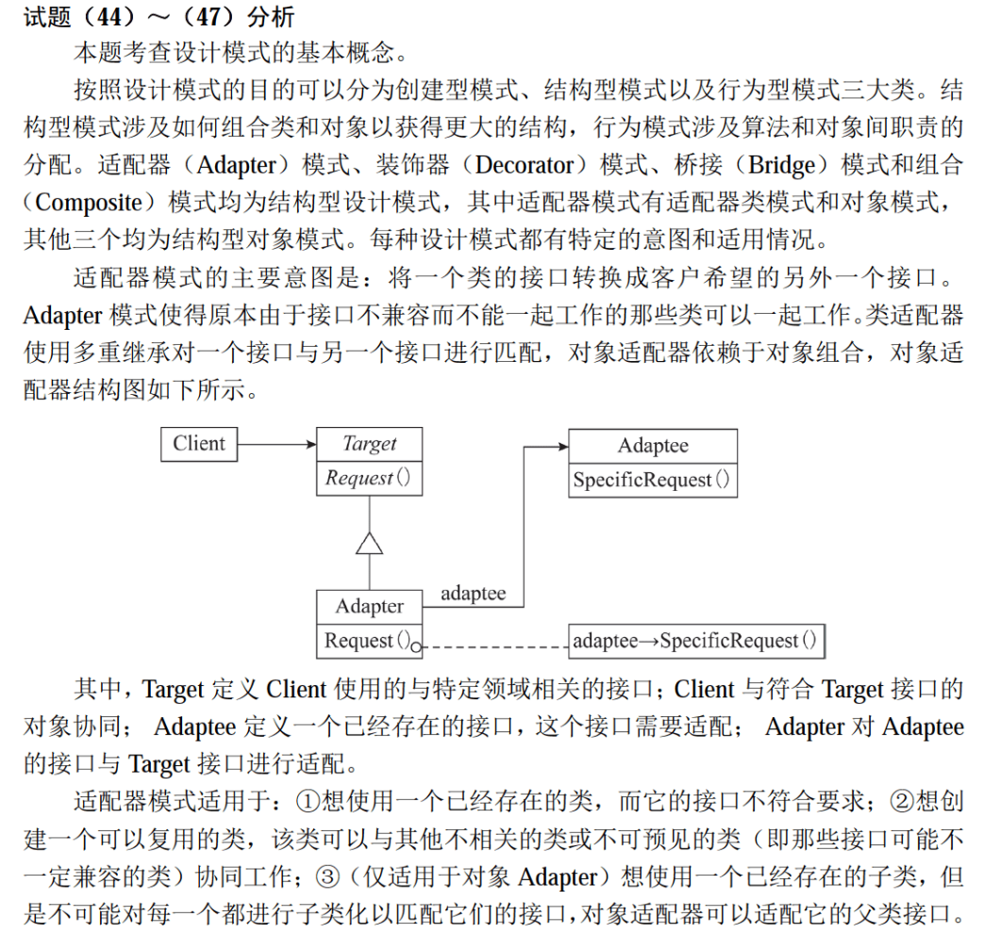 试题（44）～（47）分析
本题考查设计模式的基本概念。
按照设计模式的目的可以分为创建型模式、结构型模式以及行为型模式三大类。结
构型模式涉及如何组合类和对象以获得更大的结构，行为模式涉及算法和对象间职责的
分配。适配器（Adapter）模式、装饰器（Decorator）模式、桥接（Bridge）模式和组合
（Composite）模式均为结构型设计模式，其中适配器模式有适配器类模式和对象模式，
其他三个均为结构型对象模式。每种设计模式都有特定的意图和适用情况。
适配器模式的主要意图是：将一个类的接口转换成客户希望的另外一个接口。
Adapter 模式使得原本由于接口不兼容而不能一起工作的那些类可以一起工作。类适配器
使用多重继承对一个接口与另一个接口进行匹配，对象适配器依赖于对象组合，对象适
配器结构图如下所示。
Client
Target
Request()
Adaptee
SpecificRequest()
Adapter
adaptee
Request()
adaptee→SpecificRequest()
其中，Target 定义 Client 使用的与特定领域相关的接口；Client 与符合 Target 接口的
对象协同； Adaptee 定义一个已经存在的接口，这个接口需要适配； Adapter 对 Adaptee
的接口与 Target 接口进行适配。
适配器模式适用于：①想使用一个已经存在的类，而它的接口不符合要求；②想创
建一个可以复用的类，该类可以与其他不相关的类或不可预见的类（即那些接口可能不
一定兼容的类）协同工作；③（仅适用于对象 Adapter）想使用一个已经存在的子类，但
是不可能对每一个都进行子类化以匹配它们的接口，对象适配器可以适配它的父类接口。